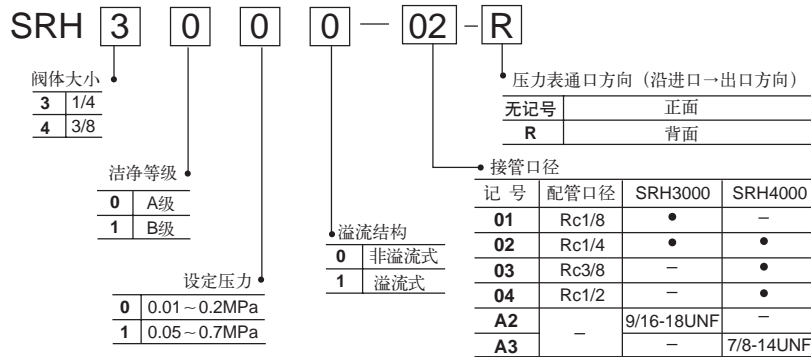 SRH 3 0 0 0 — 02 - R
阀体大小
3 1/4
4 3/8
洁净等级
0 A级
1 B级
设定压力
0 0.01~0.2MPa
1 0.05~0.7MPa
溢流结构
0 非溢流式
1 溢流式
压力表通口方向（沿进口→出口方向）
无记号 正面
R 背面
接管口径
记 号 配管口径 SRH3000 SRH4000
01 Rc1/8 ● –
02 Rc1/4 ● ●
03 Rc3/8 – ●
04 Rc1/2 – ●
A2 – 9/16-18UNF –
A3 – 7/8-14UNF